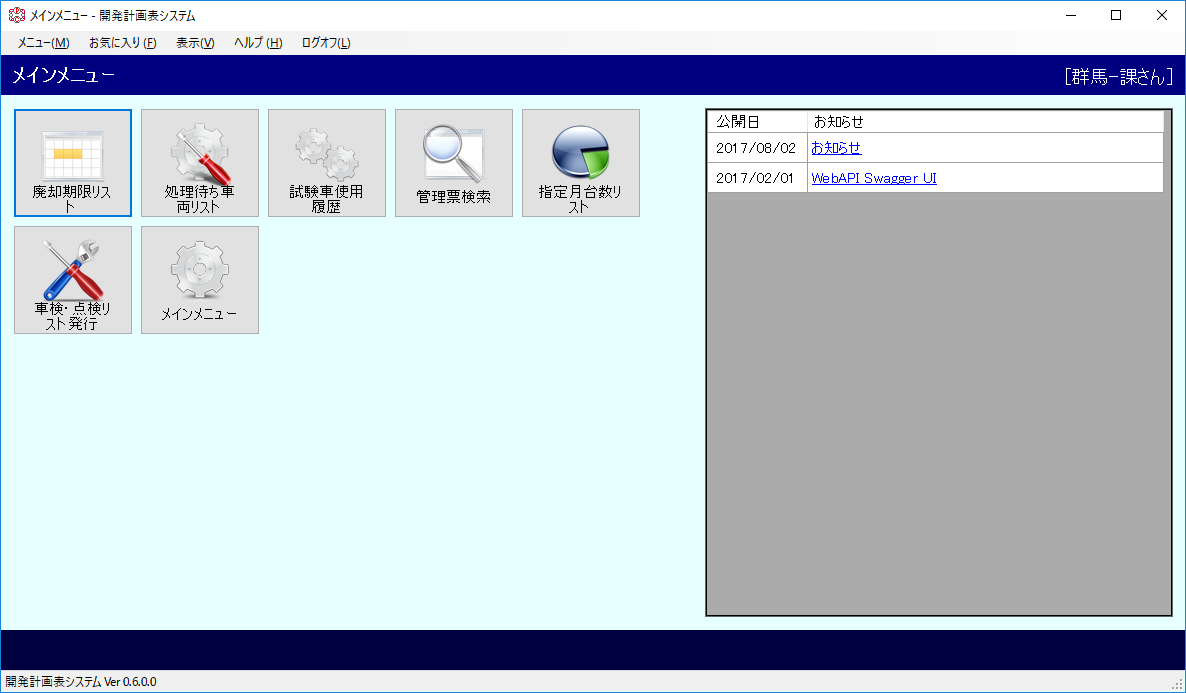 メインメニュー - 開発計画表システム
メニュー(M) お気に入り(F) 表示(V) ヘルプ(H) ログオフ(L)
メインメニュー
[群馬-課さん]
廃却期限リス
ト
処理待ち車
両リスト
試験車使用
履歴
管理票検索
指定月台数リ
スト
車検・点検リ
スト発行
メインメニュー
公開日 お知らせ
2017/08/02 お知らせ
2017/02/01 WebAPI Swagger UI
開発計画表システム Ver 0.6.0.0